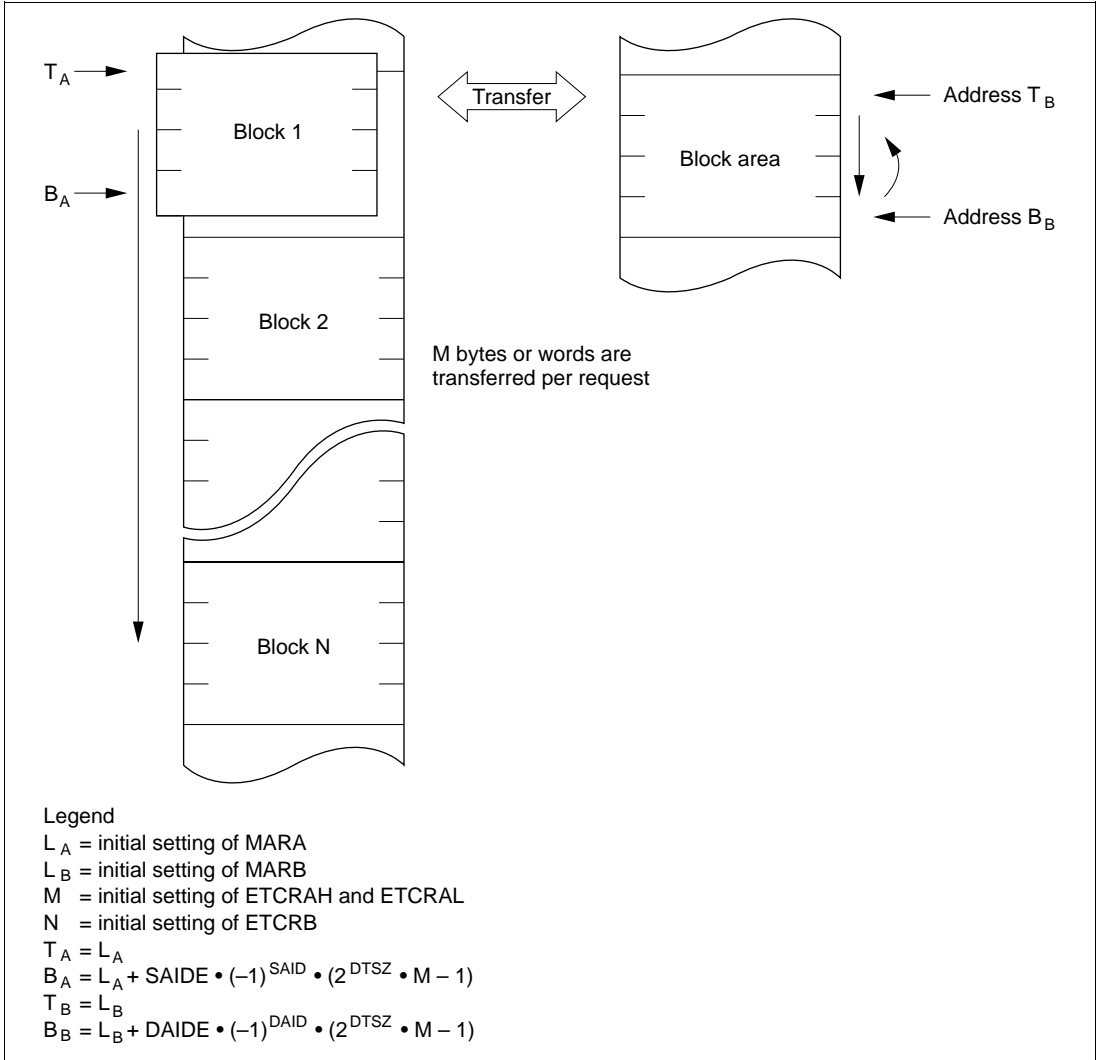 T A
B A
Block 1
Transfer
Block area
Address T B
Address B B
Block 2
M bytes or words are
transferred per request
Block N
Legend
L A = initial setting of MARA
L B = initial setting of MARB
M = initial setting of ETCRAH and ETCRAL
N = initial setting of ETCRB
T A = L A
B A = L A + SAIDE • (–1) SAID • (2 DTSZ • M – 1)
T B = L B
B B = L B + DAIDE • (–1) DAID • (2 DTSZ • M – 1)